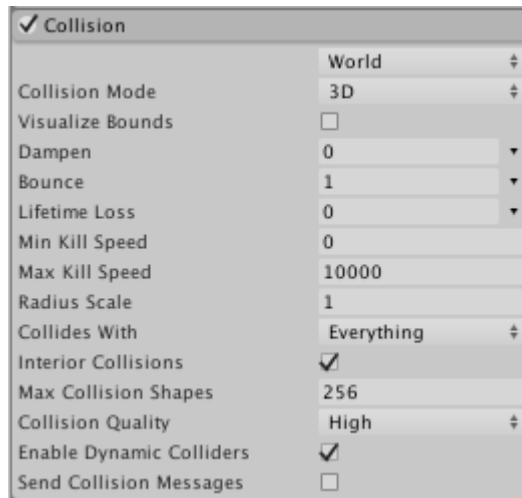 Collision
World
Collision Mode 3D
Visualize Bounds
Dampen 0
Bounce 1
Lifetime Loss 0
Min Kill Speed 0
Max Kill Speed 10000
Radius Scale 1
Collides With Everything
Interior Collisions
Max Collision Shapes 256
Collision Quality High
Enable Dynamic Colliders
Send Collision Messages